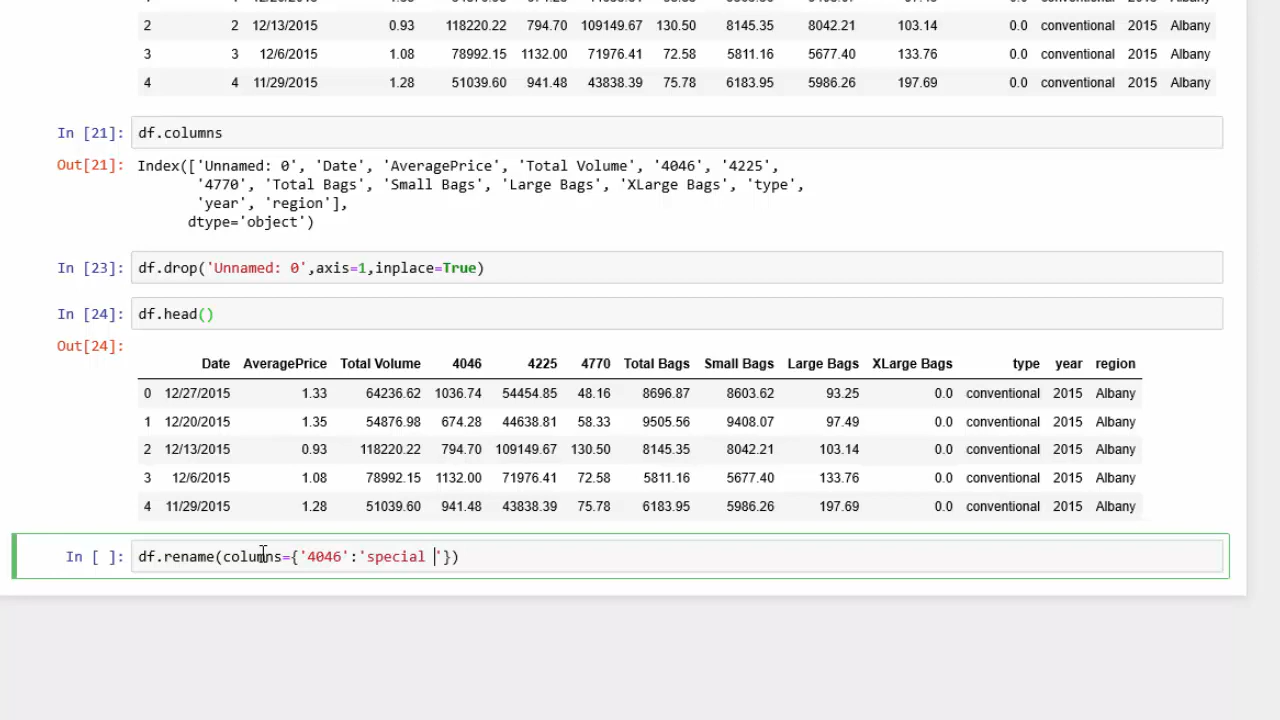 2 2 12/13/2015 0.93 118220.22 794.70 109149.67 130.50 8145.35 8042.21 103.14 0.0 conventional 2015 Albany
3 3 12/6/2015 1.08 78992.15 1132.00 71976.41 72.58 5811.16 5677.40 133.76 0.0 conventional 2015 Albany
4 4 11/29/2015 1.28 51039.60 941.48 43838.39 75.78 6183.95 5986.26 197.69 0.0 conventional 2015 Albany
In [21]: df.columns
Out[21]: Index(['Unnamed: 0', 'Date', 'AveragePrice', 'Total Volume', '4046', '4225',
'4770', 'Total Bags', 'Small Bags', 'Large Bags', 'XLarge Bags', 'type',
'year', 'region'],
dtype='object')
In [23]: df.drop('Unnamed: 0',axis=1,inplace=True)
In [24]: df.head()
Out[24]:
Date AveragePrice Total Volume 4046 4225 4770 Total Bags Small Bags Large Bags XLarge Bags type year region
0 12/27/2015 1.33 64236.62 1036.74 54454.85 48.16 8696.87 8603.62 93.25 0.0 conventional 2015 Albany
1 12/20/2015 1.35 54876.98 674.28 44638.81 58.33 9505.56 9408.07 97.49 0.0 conventional 2015 Albany
2 12/13/2015 0.93 118220.22 794.70 109149.67 130.50 8145.35 8042.21 103.14 0.0 conventional 2015 Albany
3 12/6/2015 1.08 78992.15 1132.00 71976.41 72.58 5811.16 5677.40 133.76 0.0 conventional 2015 Albany
4 11/29/2015 1.28 51039.60 941.48 43838.39 75.78 6183.95 5986.26 197.69 0.0 conventional 2015 Albany
In [ ]: df.rename(columns={'4046':'special '})